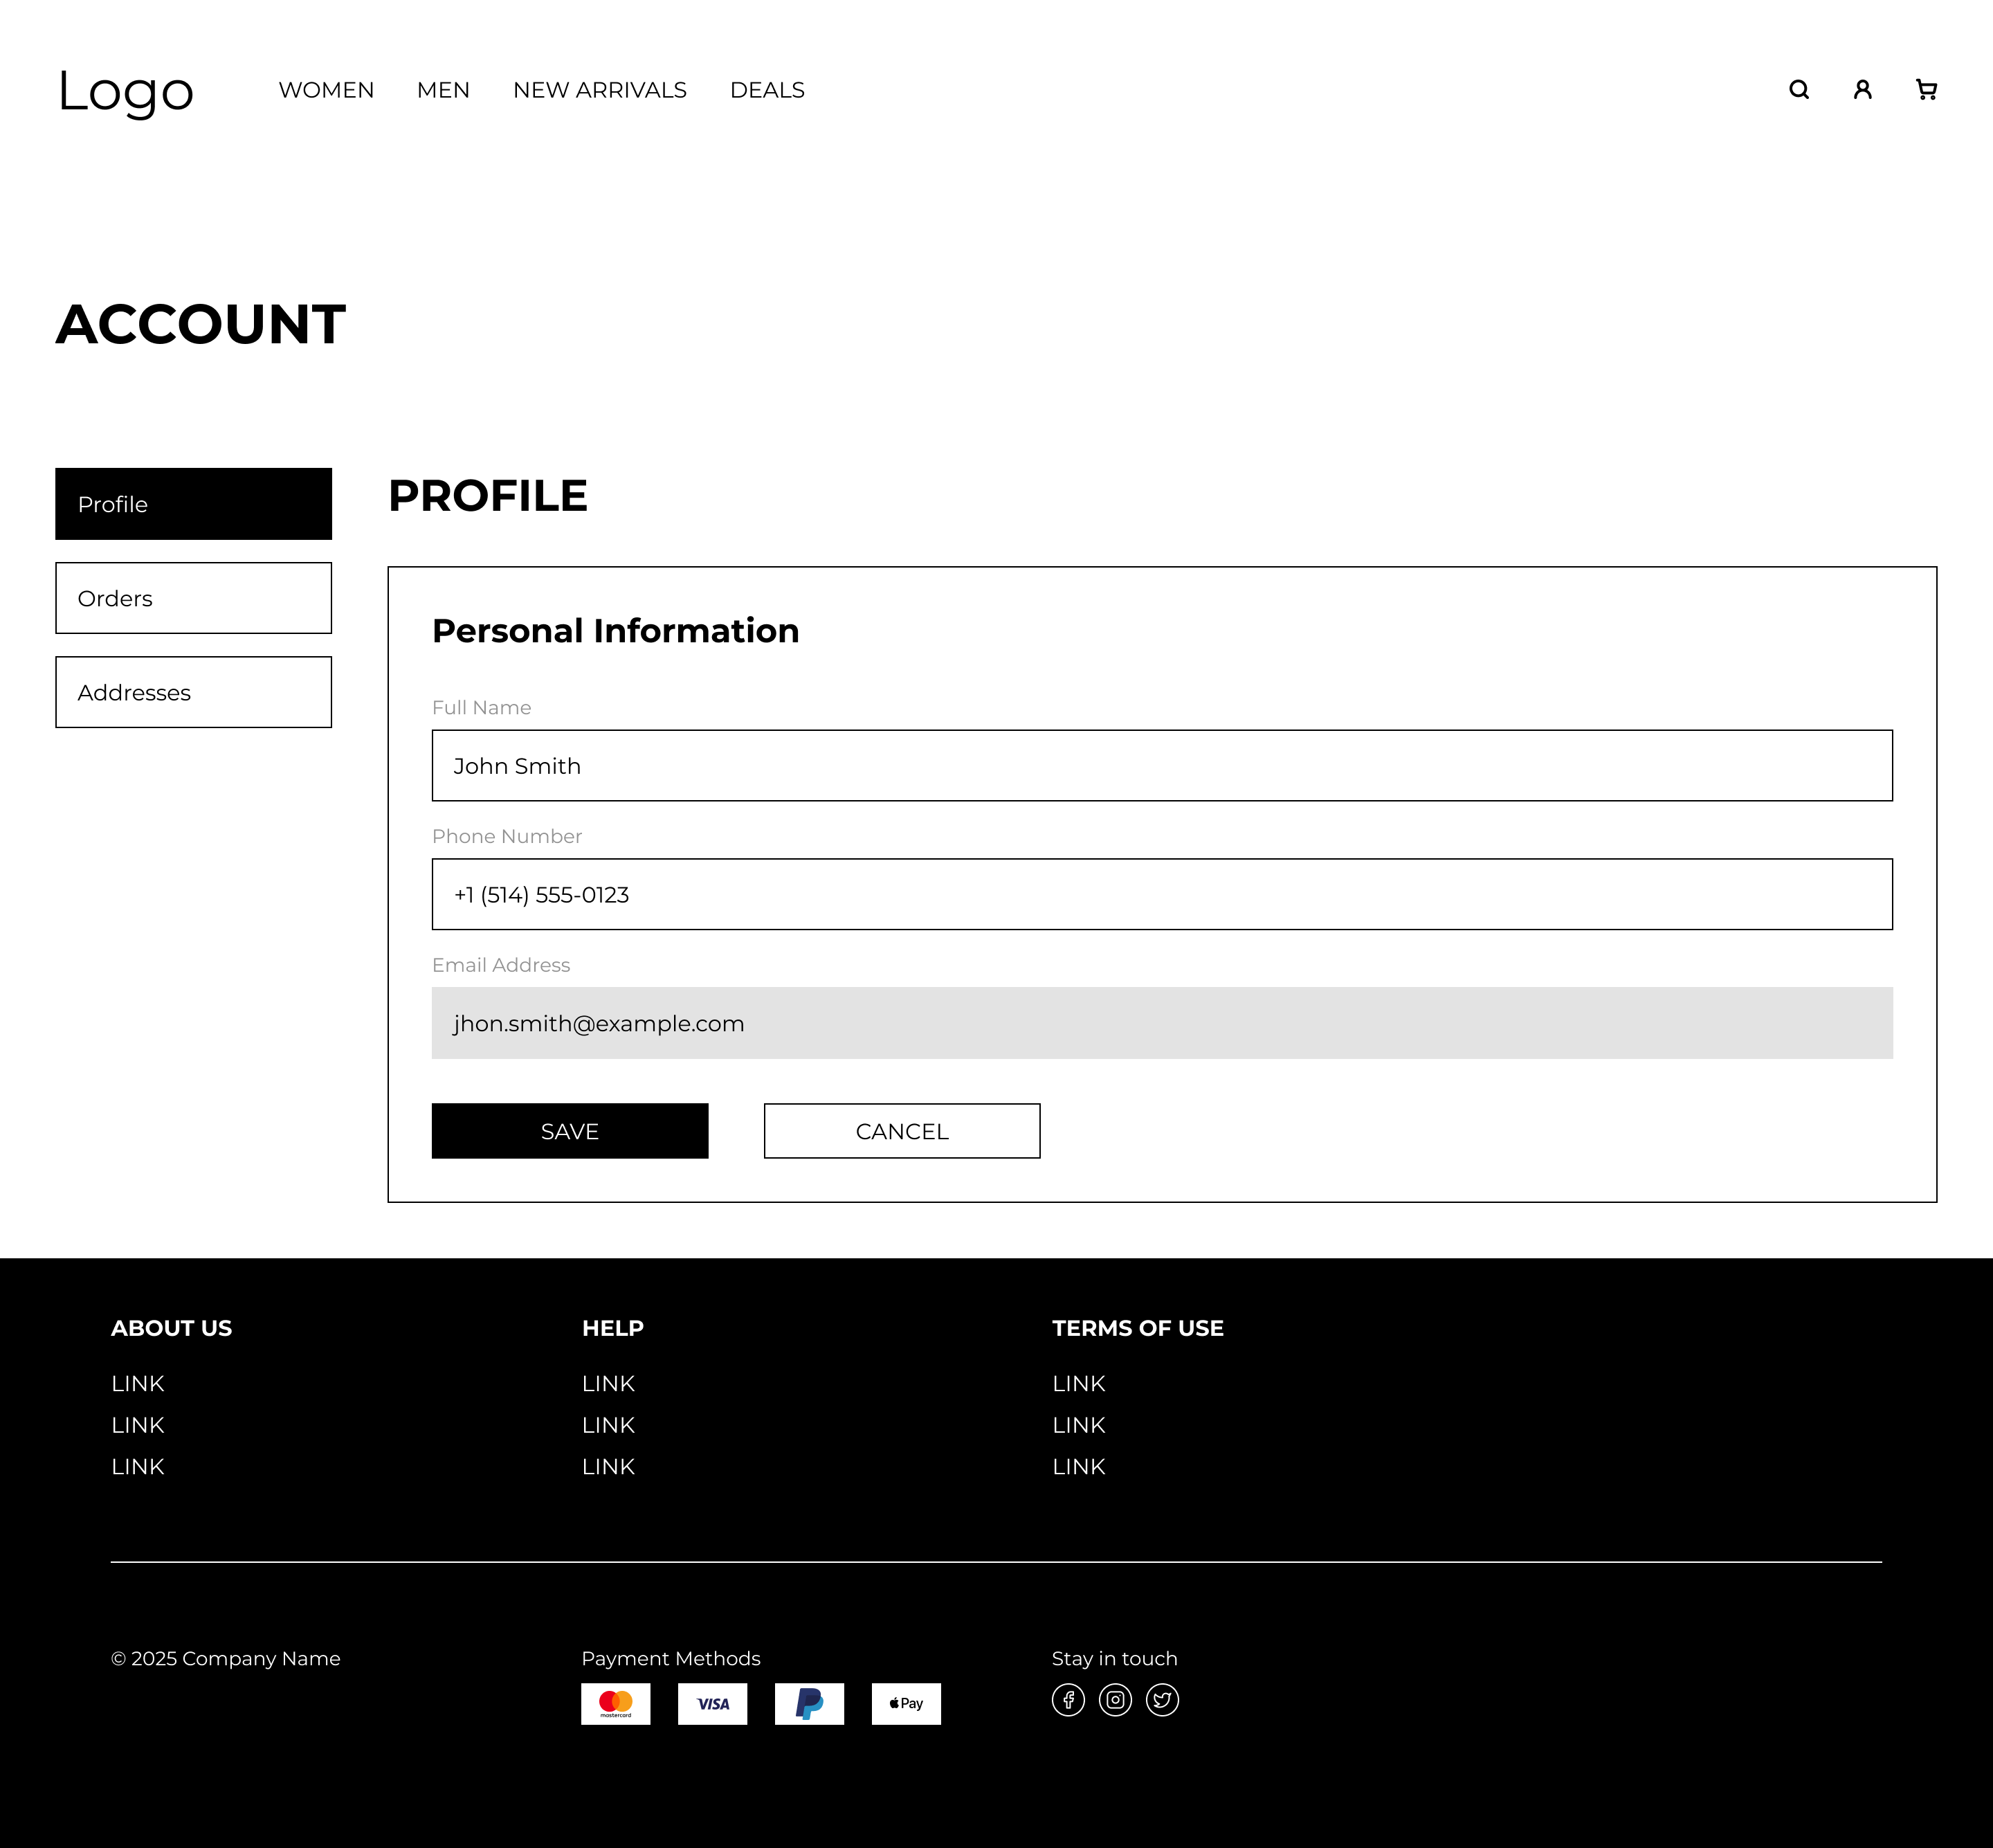 Logo
WOMEN MEN NEW ARRIVALS DEALS
ACCOUNT
Profile
Orders
Addresses
PROFILE
Personal Information
Full Name
John Smith
Phone Number
+1 (514) 555-0123
Email Address
jhon.smith@example.com
SAVE CANCEL
ABOUT US
LINK
LINK
LINK
HELP
LINK
LINK
LINK
TERMS OF USE
LINK
LINK
LINK
© 2025 Company Name
Payment Methods
mastercard VISA Pay
Stay in touch